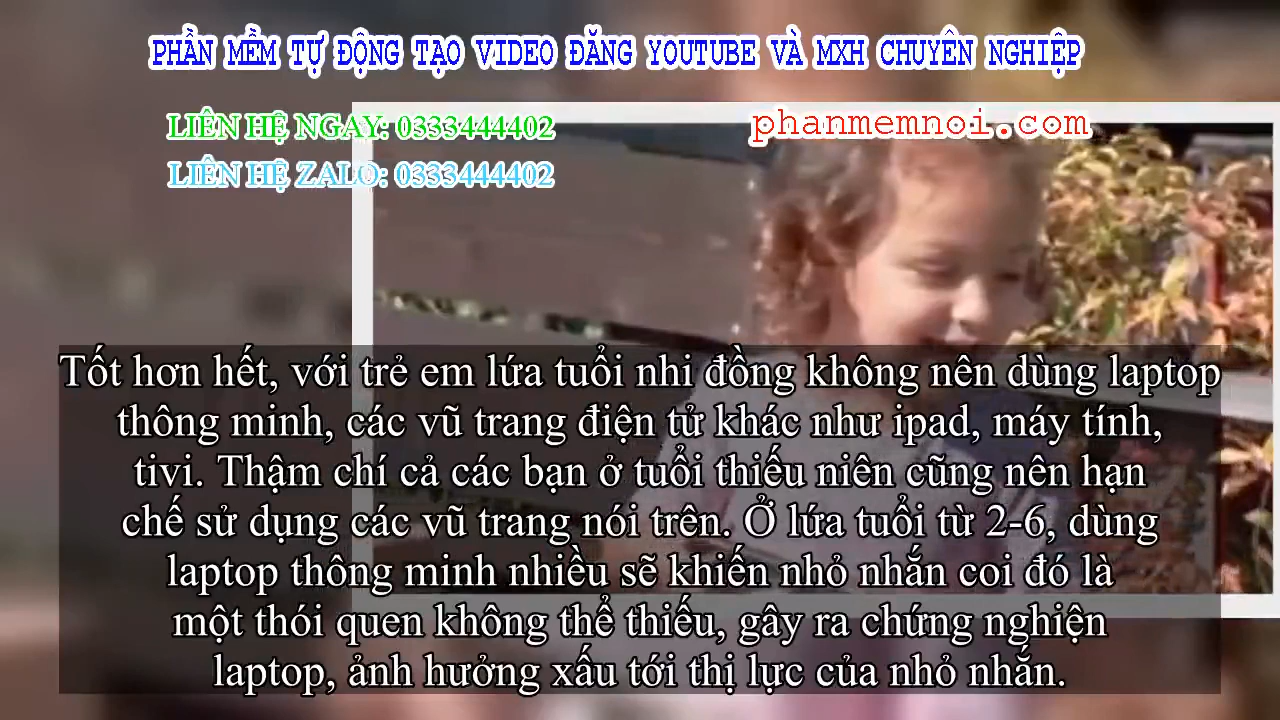 PHẦN MỀM TỰ ĐỘNG TẠO VIDEO ĐĂNG YOUTUBE VÀ MXH CHUYÊN NGHIỆP
LIÊN HỆ NGAY: 0333444402
phanmemnoi.com
LIÊN HỆ ZALO: 0333444402
Tốt hơn hết, với trẻ em lứa tuổi nhi đồng không nên dùng laptop
thông minh, các vũ trang điện tử khác như ipad, máy tính,
tivi. Thậm chí cả các bạn ở tuổi thiếu niên cũng nên hạn
chế sử dụng các vũ trang nói trên. Ở lứa tuổi từ 2-6, dùng
laptop thông minh nhiều sẽ khiến nhỏ nhắn coi đó là
một thói quen không thể thiếu, gây ra chứng nghiện
laptop, ảnh hưởng xấu tới thị lực của nhỏ nhắn.